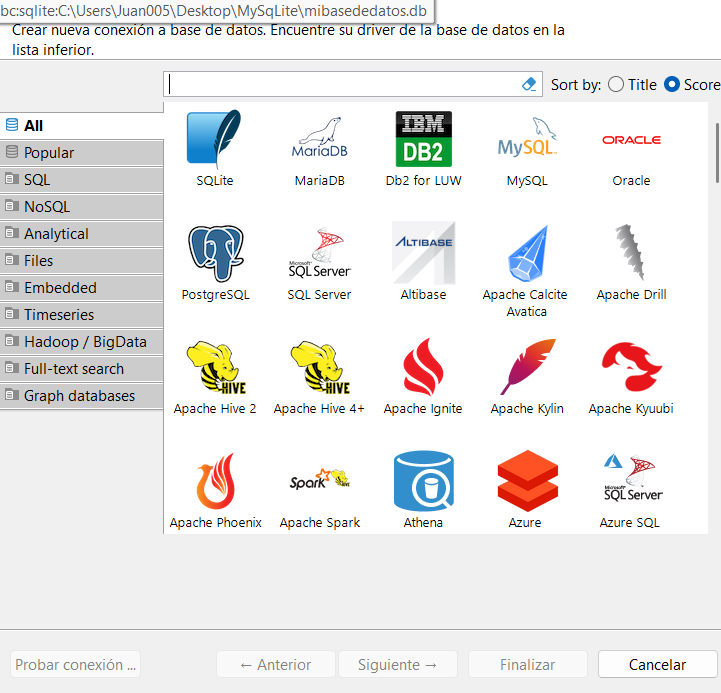 bc:sqlite:C:\Users\Juan005\Desktop\MySqLite\mibasededatos.db
Crear nueva conexión a base de datos. Encuentre su driver de la base de datos en la
lista inferior.
Sort by: Title Score
All
Popular
SQL
NoSQL
Analytical
Files
Embedded
Timeseries
Hadoop / BigData
Full-text search
Graph databases
MariaDB IBM DB2 MySQL ORACLE
SQLite MariaDB Db2 for LUW MySQL Oracle
Microsoft SQL Server ALTIBASE
PostgreSQL SQL Server Altibase Apache Calcite Avatica Apache Drill
HIVE HIVE
Apache Hive 2 Apache Hive 4+ Apache Ignite Apache Kylin Apache Kyuubi
Spark HIVE Microsoft SQL Server
Apache Phoenix Apache Spark Athena Azure Azure SQL
Probar conexión ... ← Anterior Siguiente → Finalizar Cancelar